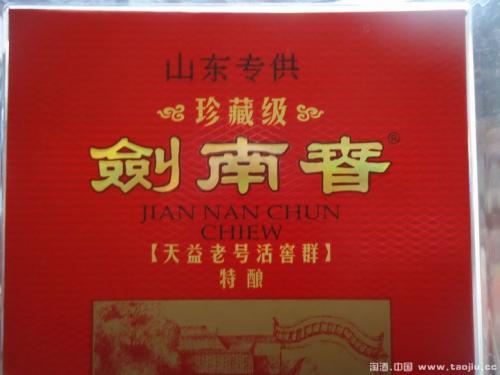 山东专供
珍藏级
劍南春®
JIAN NAN CHUN
CHIEW
【天益老号活窖群】
特酿
淘酒.中国 www.taojiu.cc